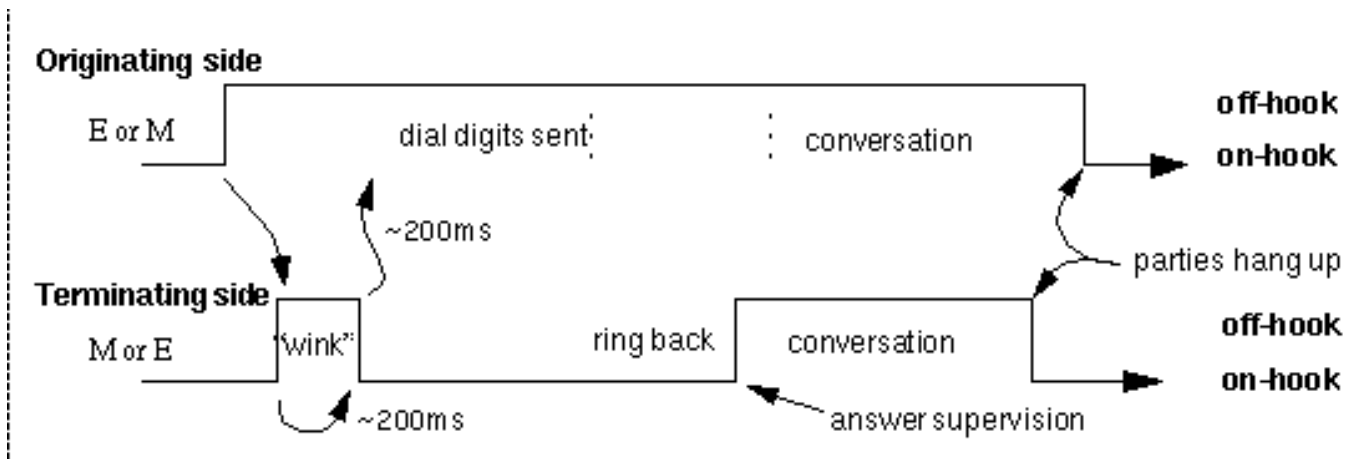 Originating side
off-hook
E or M
dial digits sent
conversation
on-hook
~200ms
parties hang up
Terminating side
off-hook
M or E
"wink"
ring back
conversation
on-hook
~200ms
answer supervision